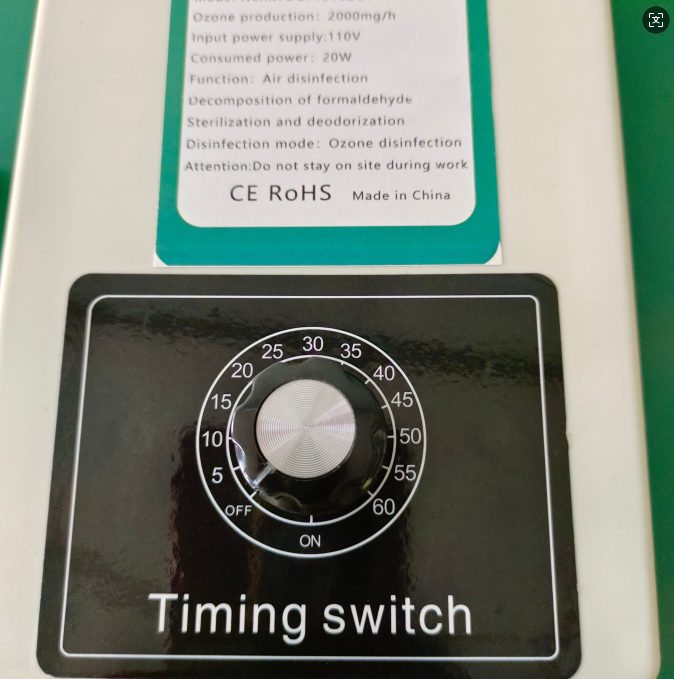 Ozone production: 2000mg/h
Input power supply:110V
Consumed power: 20W
Function: Air disinfection
Decomposition of formaldehyde
Sterilization and deodorization
Disinfection mode: Ozone disinfection
Attention:Do not stay on site during work
CE RoHS Made in China
OFF
5
10
15
20
25
30
35
40
45
50
55
60
ON
Timing switch